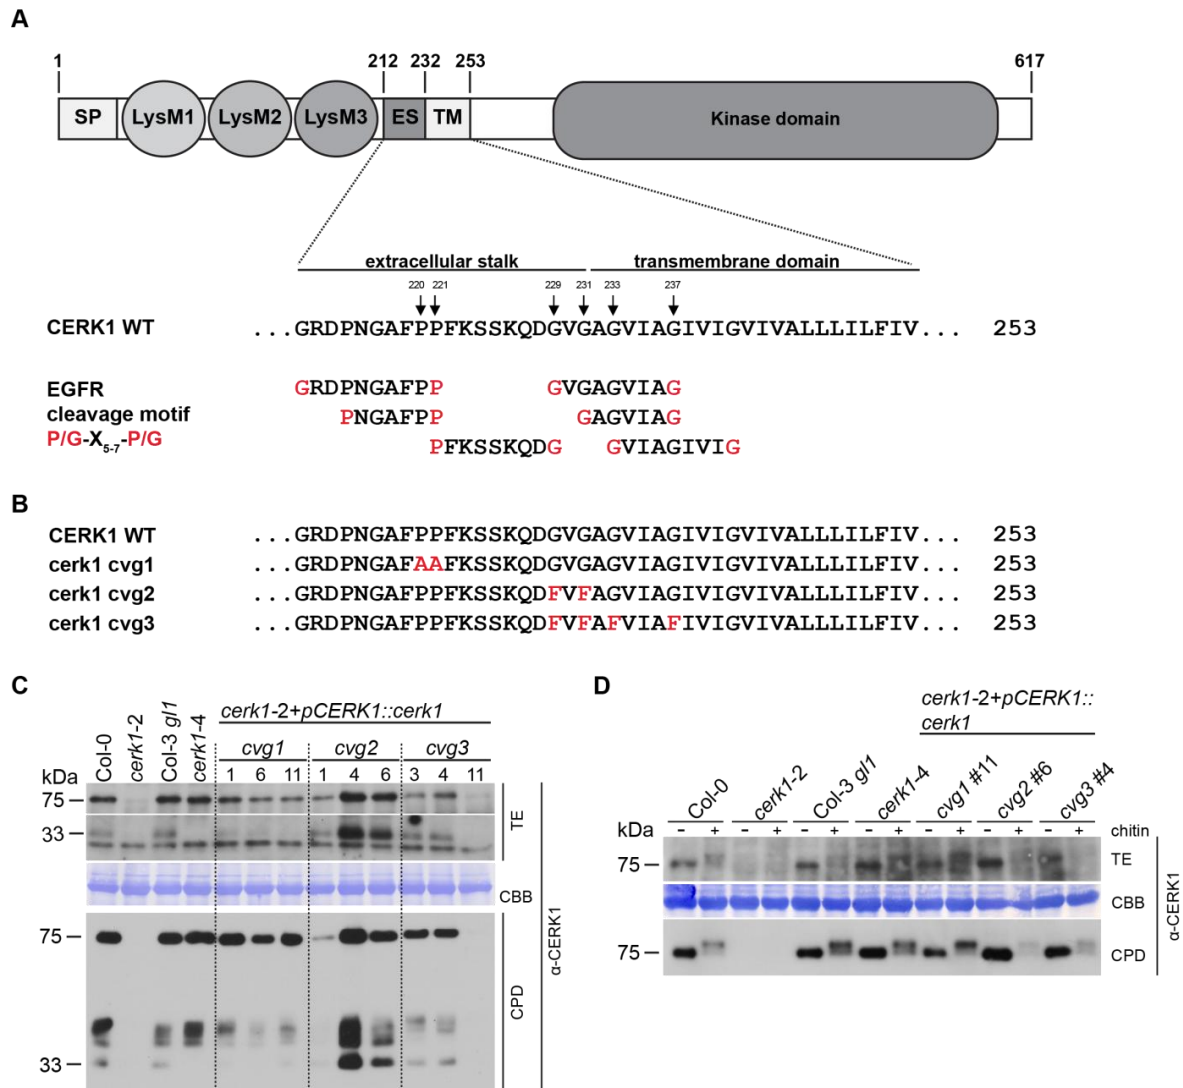 A
1 212 232 253 617
SP LysM1 LysM2 LysM3 ES TM Kinase domain
extracellular stalk transmembrane domain
220 221 229 231 233 237
CERK1 WT ...GRDPNGAFPPFKSSKQDGVGAGVIAGIVIGVIVALLLILFIV... 253
EGFR GRDPNGAFPP GVGAGVIAG
cleavage motif PNGAFPP GAGVIAG
P/G-X5-7-P/G PFKSSKQDG GVIAGIVIG
B
CERK1 WT ...GRDPNGAFPPFKSSKQDGVGAGVIAGIVIGVIVALLLILFIV... 253
cerk1 cvg1 ...GRDPNGAFAAFKSSKQDGVGAGVIAGIVIGVIVALLLILFIV... 253
cerk1 cvg2 ...GRDPNGAFPPFKSSKQDFVFAGVIAGIVIGVIVALLLILFIV... 253
cerk1 cvg3 ...GRDPNGAFPPFKSSKQDFVFAFVIAFIVIGVIVALLLILFIV... 253
C
cerk1-2+pCERK1::cerk1
Col-0 cerk1-2 Col-3 gl1 cerk1-4 cvg1 cvg2 cvg3
kDa 1 6 11 1 4 6 3 4 11
75
33
TE
CBB
75
33
CPD
α-CERK1
D
cerk1-2+pCERK1::
cerk1
Col-0 cerk1-2 Col-3 gl1 cerk1-4 cvg1 #11 cvg2 #6 cvg3 #4
kDa - + - + - + - + - + - + - + chitin
75 TE
CBB
75 CPD
α-CERK1